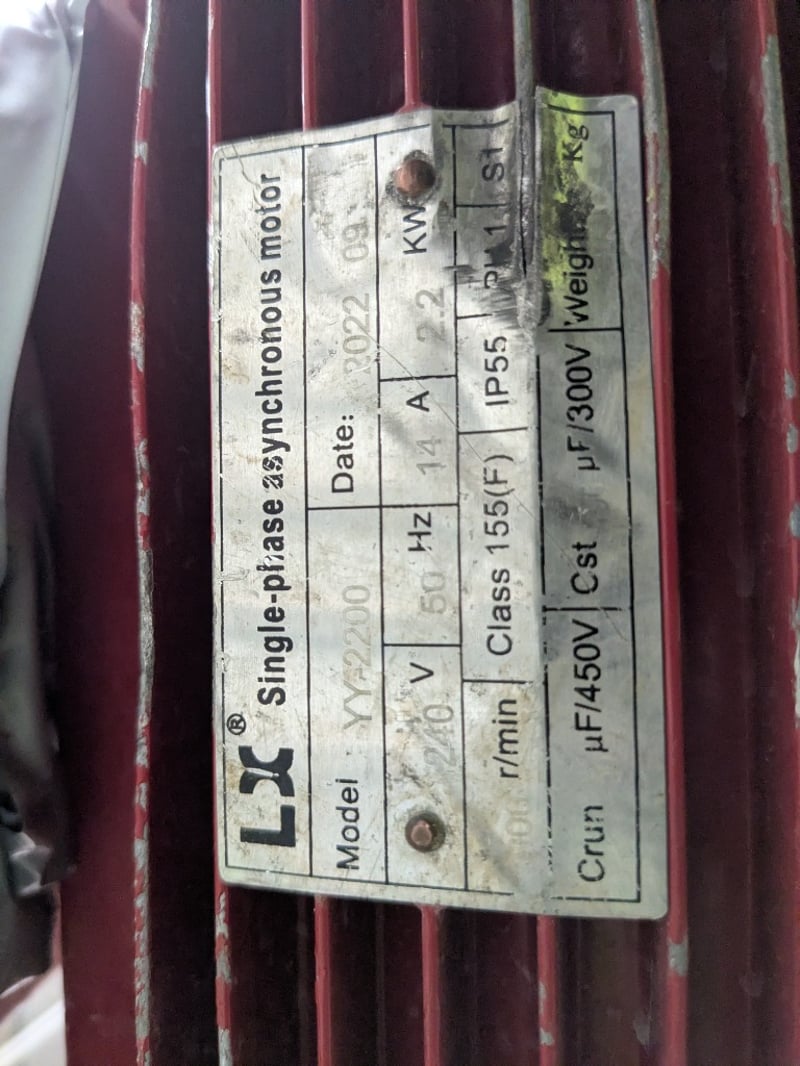 LX ® Single-phase asynchronous motor
Model YY-2200 Date: 2022 09
240 V 50 Hz 14 A 2.2 KW
r/min Class 155(F) IP55 S1
Crun μF/450V Cst μF/300V Weight Kg